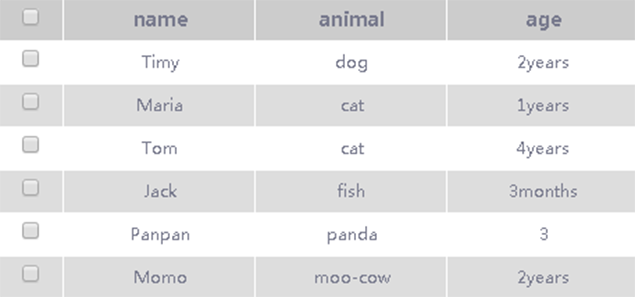 name animal age
Timy dog 2years
Maria cat 1years
Tom cat 4years
Jack fish 3months
Panpan panda 3
Momo moo-cow 2years